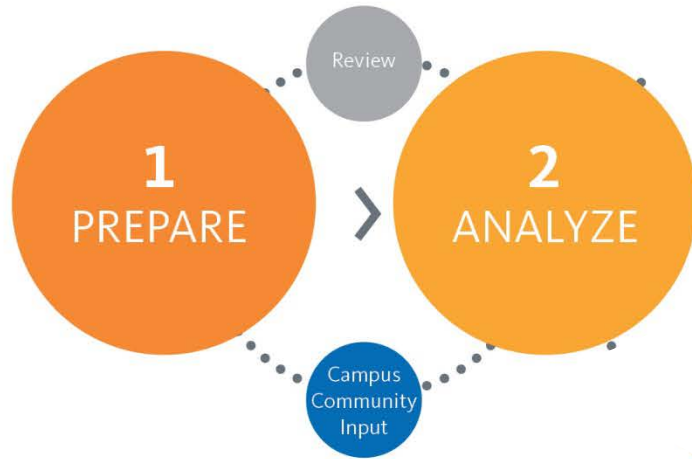 Review
1
PREPARE
2
ANALYZE
Campus
Community
Input